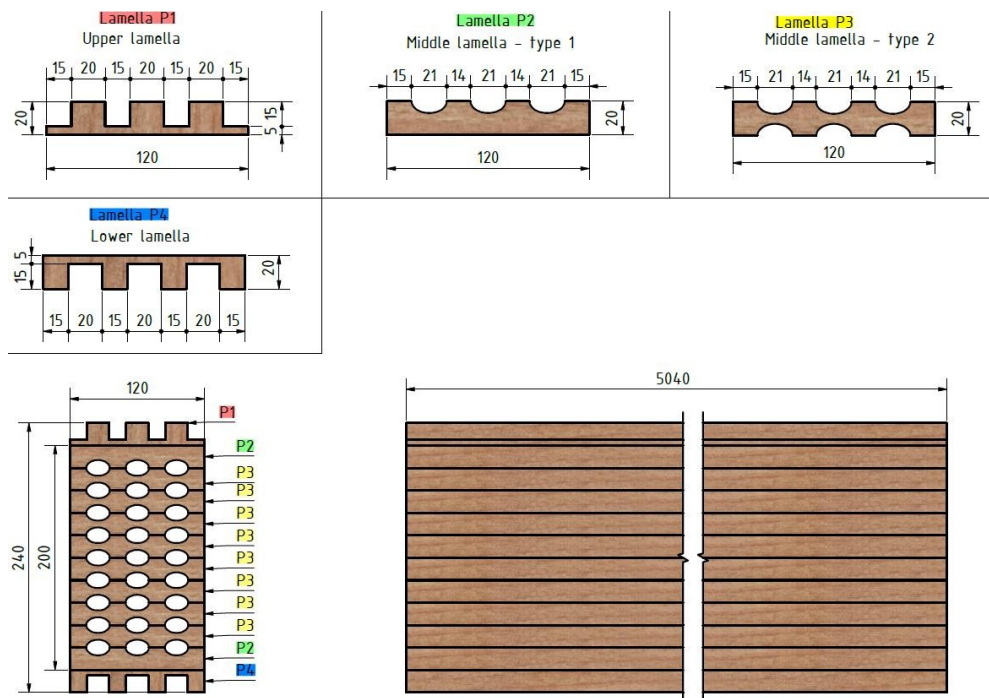 Lamella P1
Upper lamella
15 20 15 20 15 20 15
20
15
5
120
Lamella P2
Middle lamella - type 1
15 21 14 21 14 21 15
20
120
Lamella P3
Middle lamella - type 2
15 21 14 21 14 21 15
20
120
Lamella P4
Lower lamella
5
15
20
15 20 15 20 15 20 15
120
P1
P2
P3
P3
P3
P3
P3
P3
P3
P3
P2
P4
240
200
5040